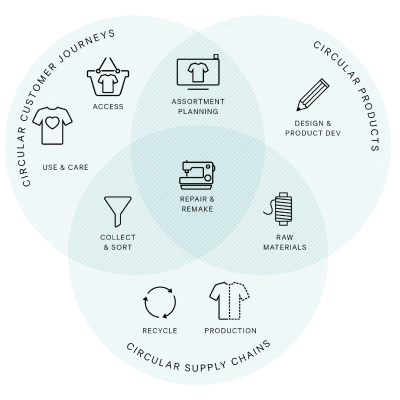 CIRCULAR CUSTOMER JOURNEYS
CIRCULAR PRODUCTS
ACCESS
ASSORTMENT
PLANNING
DESIGN &
PRODUCT DEV
USE & CARE
REPAIR &
REMAKE
COLLECT
& SORT
RAW
MATERIALS
RECYCLE
PRODUCTION
CIRCULAR SUPPLY CHAINS